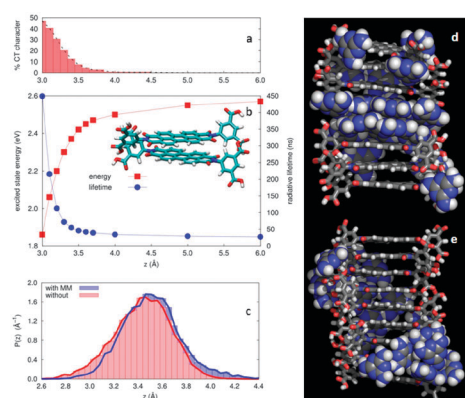 50
40
30
20
10
0
% CT character
a
3.0 3.5 4.0 4.5 5.0 5.5 6.0
b
2.6
2.4
2.2
2.0
1.8
excited state energy (eV)
energy
lifetime
450
400
350
300
250
200
150
100
50
0
radiative lifetime (ns)
3.0 3.5 4.0 4.5 5.0 5.5 6.0
z (Å)
with MM
without
c
1.8
1.2
0.6
0.0
P(z) (Å⁻¹)
2.6 2.8 3.0 3.2 3.4 3.6 3.8 4.0 4.2 4.4
z (Å)
d
e